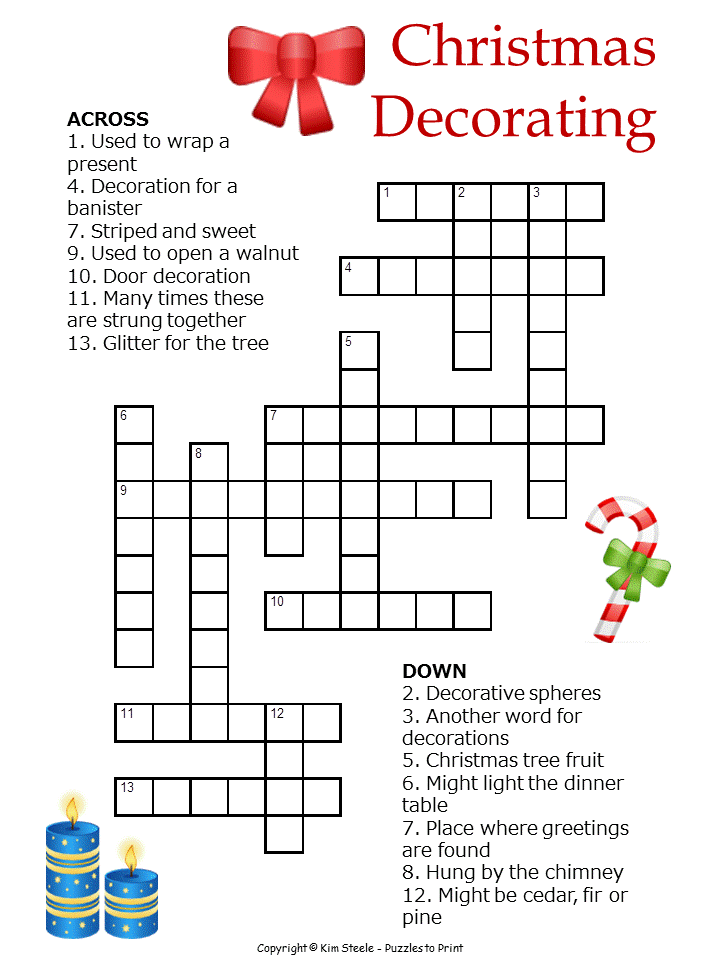 Christmas
Decorating
ACROSS
1. Used to wrap a
present
4. Decoration for a
banister
7. Striped and sweet
9. Used to open a walnut
10. Door decoration
11. Many times these
are strung together
13. Glitter for the tree
1
2
3
4
5
6
7
8
9
10
11
12
13
DOWN
2. Decorative spheres
3. Another word for
decorations
5. Christmas tree fruit
6. Might light the dinner
table
7. Place where greetings
are found
8. Hung by the chimney
12. Might be cedar, fir or
pine
Copyright © Kim Steele - Puzzles to Print